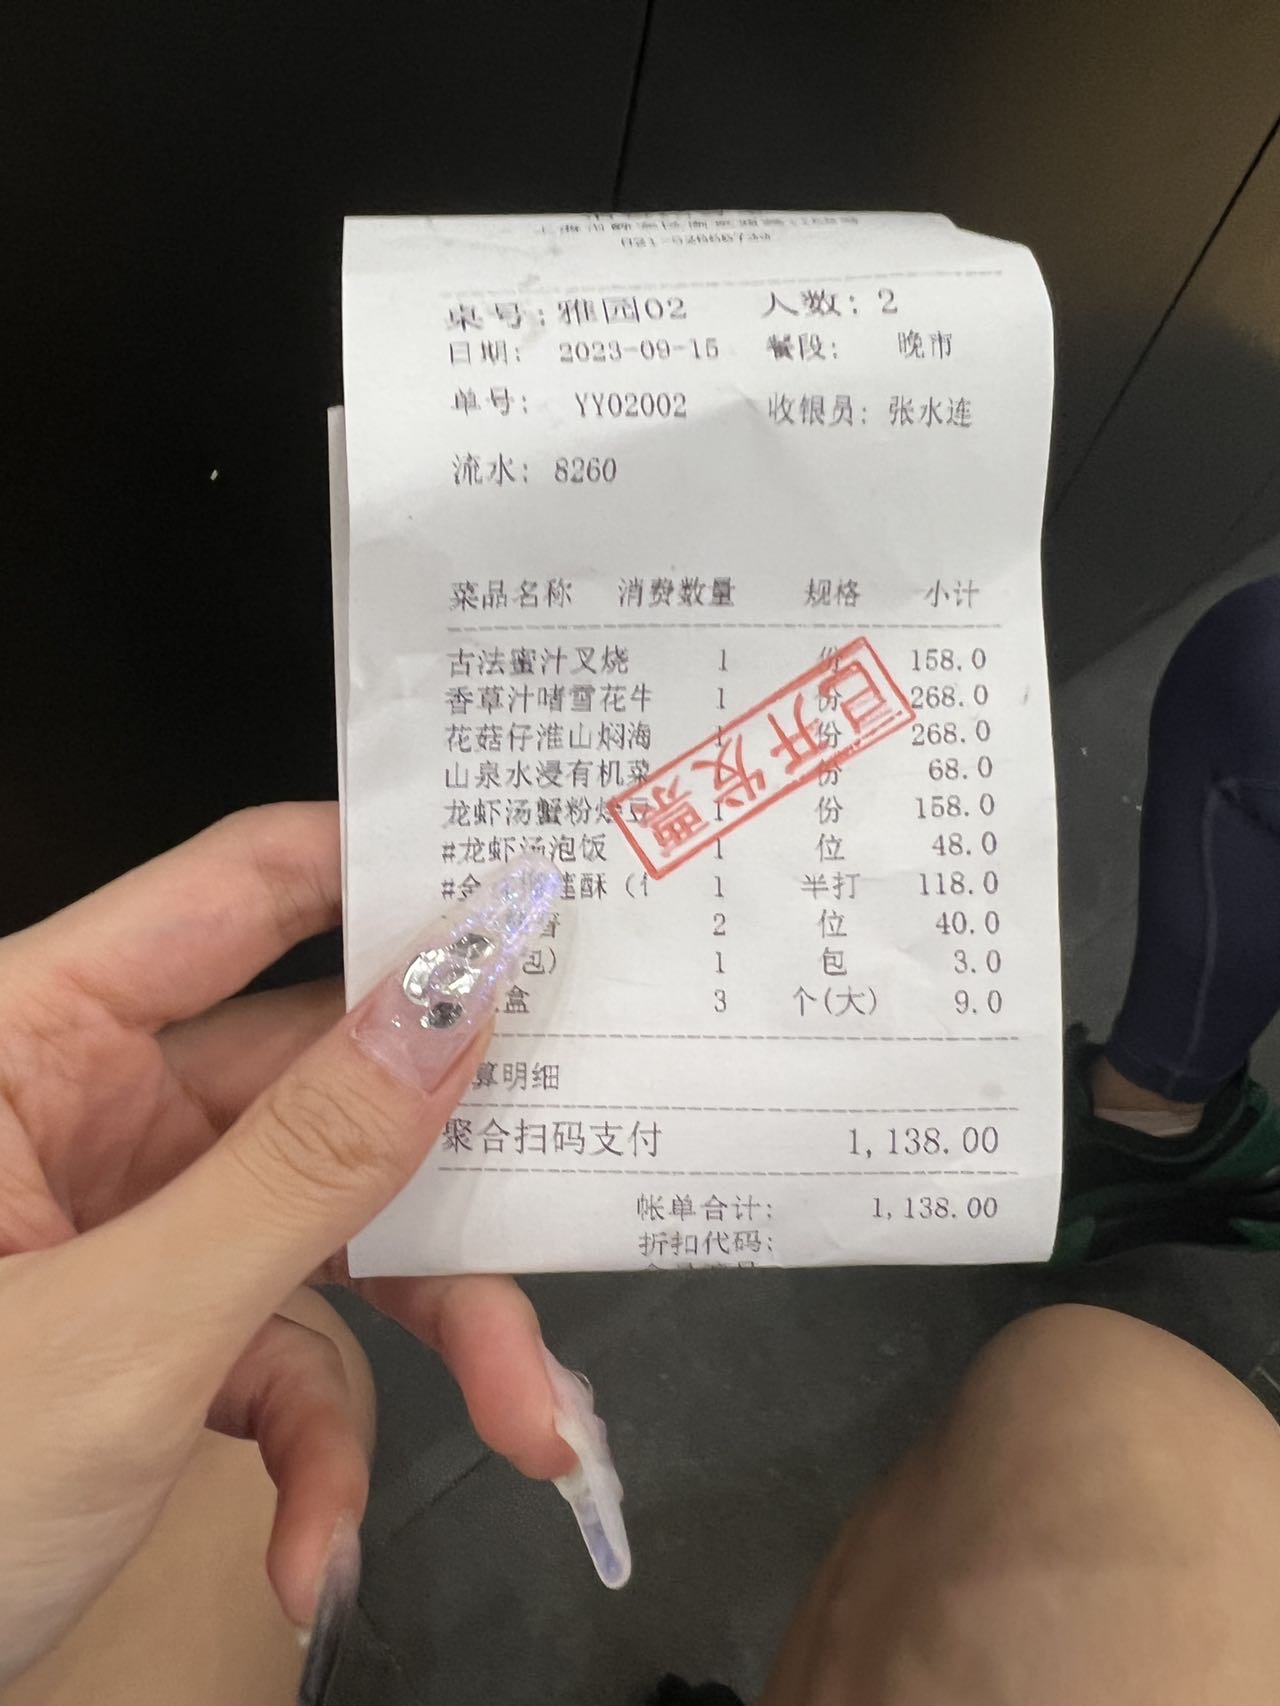 桌号：雅园02 人数：2
日期： 2023-09-15 餐段： 晚市
单号： YY02002 收银员：张水连
流水：8260
菜品名称 消费数量 规格 小计
古法蜜汁叉烧 1 份 158.0
香草汁啫雪花牛 1 份 268.0
花菇仔淮山焖海 1 份 268.0
山泉水浸有机菜 份 68.0
龙虾汤蟹粉 1 份 158.0
#龙虾汤泡饭 1 位 48.0
#金 酥（ 1 半打 118.0
2 位 40.0
包） 1 包 3.0
盒 3 个(大) 9.0
算明细
聚合扫码支付 1,138.00
帐单合计： 1,138.00
折扣代码：
已开发票